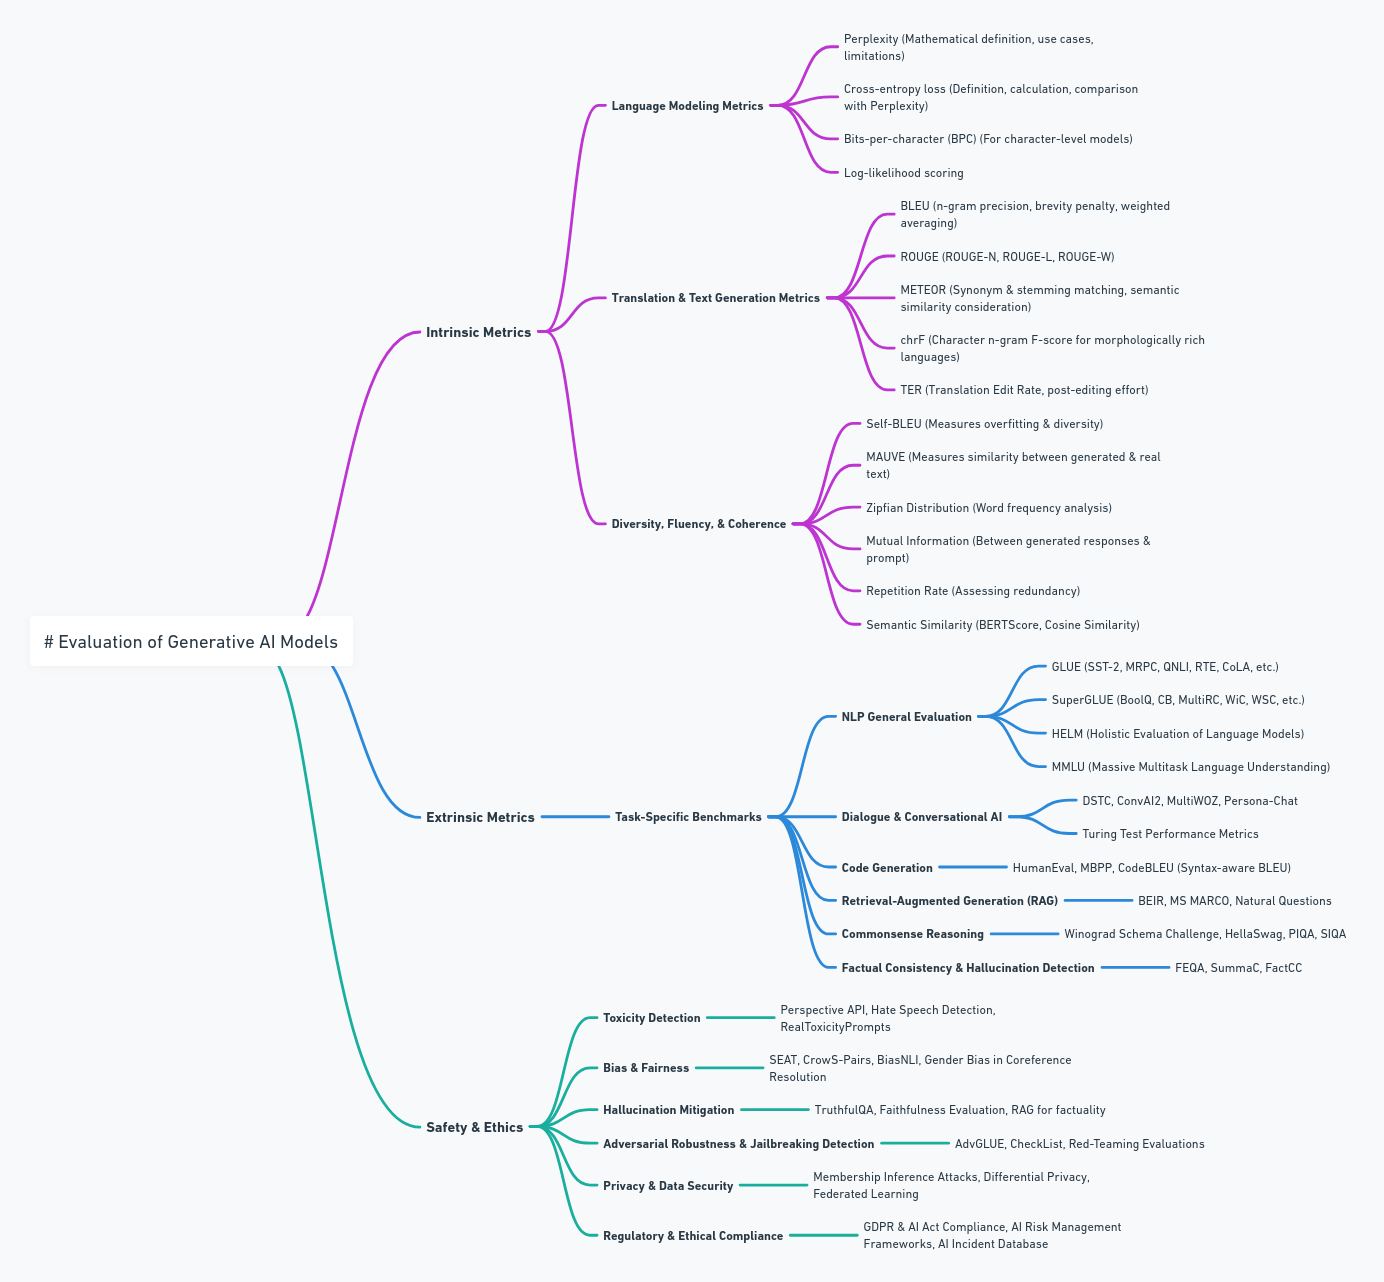 # Evaluation of Generative AI Models
Intrinsic Metrics
Language Modeling Metrics
Perplexity (Mathematical definition, use cases,
limitations)
Cross-entropy loss (Definition, calculation, comparison
with Perplexity)
Bits-per-character (BPC) (For character-level models)
Log-likelihood scoring
Translation & Text Generation Metrics
BLEU (n-gram precision, brevity penalty, weighted
averaging)
ROUGE (ROUGE-N, ROUGE-L, ROUGE-W)
METEOR (Synonym & stemming matching, semantic
similarity consideration)
chrF (Character n-gram F-score for morphologically rich
languages)
TER (Translation Edit Rate, post-editing effort)
Diversity, Fluency, & Coherence
Self-BLEU (Measures overfitting & diversity)
MAUVE (Measures similarity between generated & real
text)
Zipfian Distribution (Word frequency analysis)
Mutual Information (Between generated responses &
prompt)
Repetition Rate (Assessing redundancy)
Semantic Similarity (BERTScore, Cosine Similarity)
Extrinsic Metrics
Task-Specific Benchmarks
NLP General Evaluation
GLUE (SST-2, MRPC, QNLI, RTE, CoLA, etc.)
SuperGLUE (BoolQ, CB, MultiRC, WiC, WSC, etc.)
HELM (Holistic Evaluation of Language Models)
MMLU (Massive Multitask Language Understanding)
Dialogue & Conversational AI
DSTC, ConvAI2, MultiWOZ, Persona-Chat
Turing Test Performance Metrics
Code Generation
HumanEval, MBPP, CodeBLEU (Syntax-aware BLEU)
Retrieval-Augmented Generation (RAG)
BEIR, MS MARCO, Natural Questions
Commonsense Reasoning
Winograd Schema Challenge, HellaSwag, PIQA, SIQA
Factual Consistency & Hallucination Detection
FEQA, SummaC, FactCC
Safety & Ethics
Toxicity Detection
Perspective API, Hate Speech Detection,
RealToxicityPrompts
Bias & Fairness
SEAT, CrowS-Pairs, BiasNLI, Gender Bias in Coreference
Resolution
Hallucination Mitigation
TruthfulQA, Faithfulness Evaluation, RAG for factuality
Adversarial Robustness & Jailbreaking Detection
AdvGLUE, CheckList, Red-Teaming Evaluations
Privacy & Data Security
Membership Inference Attacks, Differential Privacy,
Federated Learning
Regulatory & Ethical Compliance
GDPR & AI Act Compliance, AI Risk Management
Frameworks, AI Incident Database